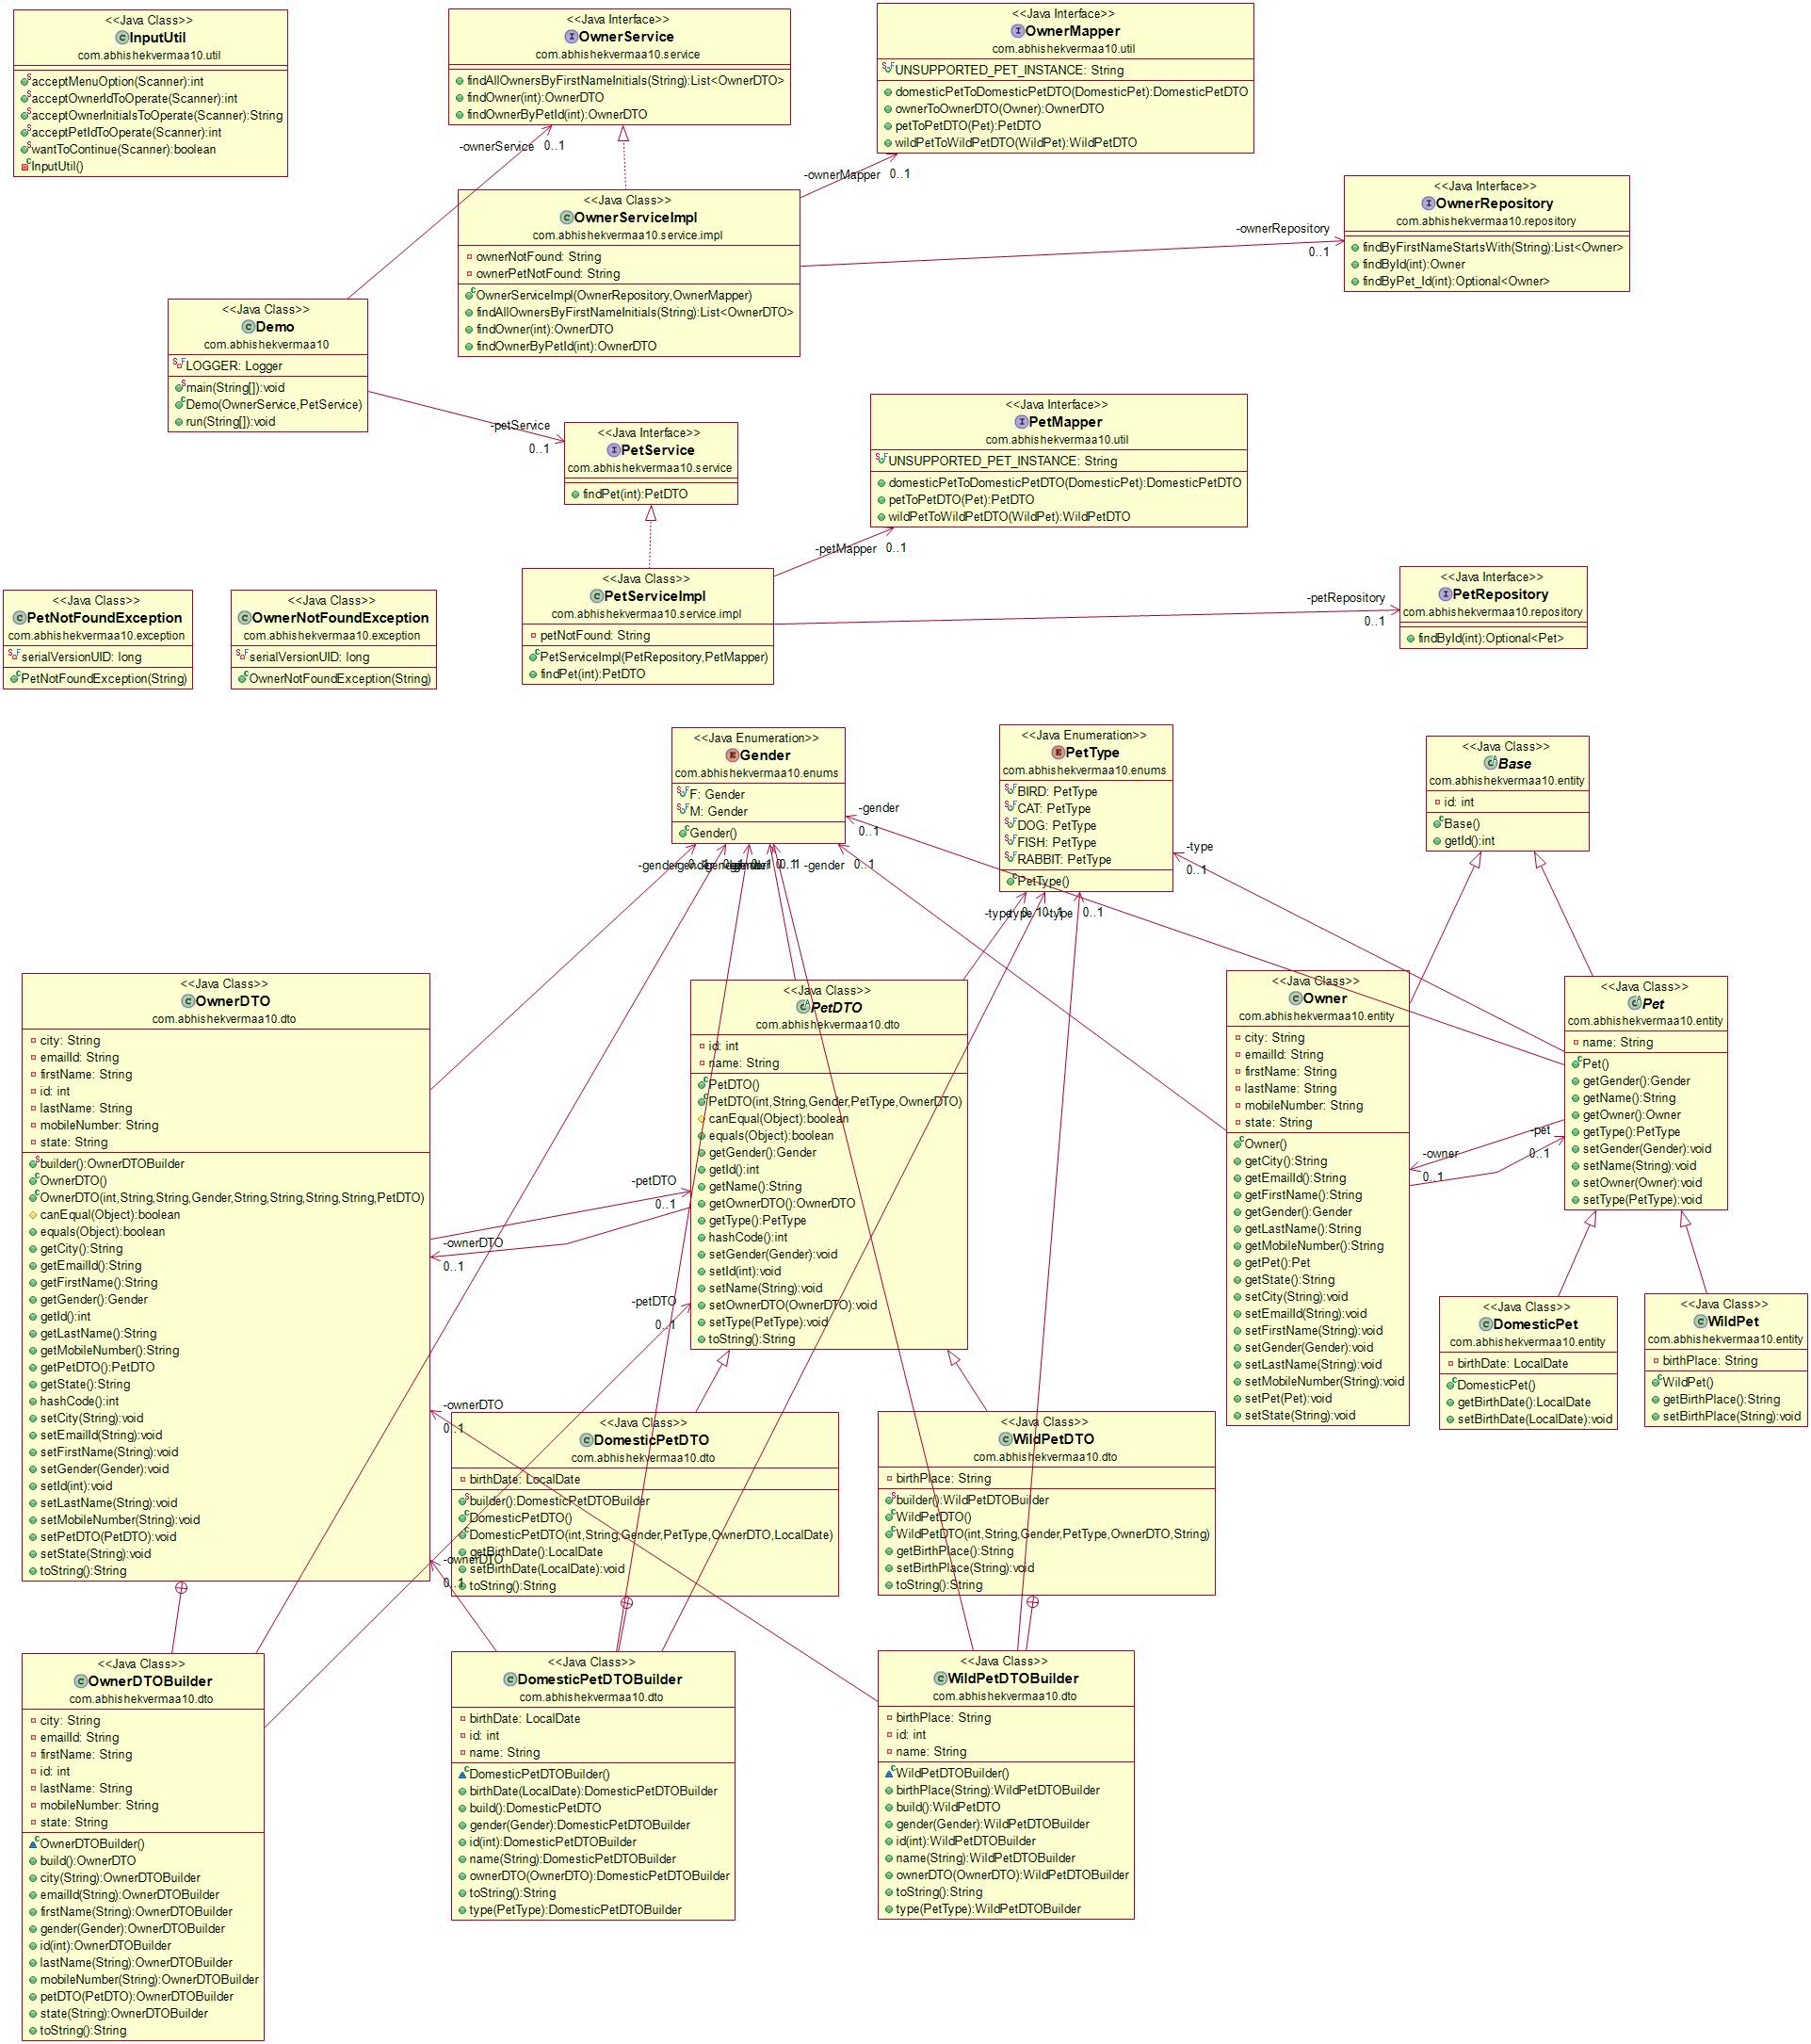 <<Java Class>>
InputUtil
com.abhishekvermaa10.util
acceptMenuOption(Scanner):int
acceptOwnerIdToOperate(Scanner):int
acceptOwnerInitialsToOperate(Scanner):String
acceptPetIdToOperate(Scanner):int
wantToContinue(Scanner):boolean
InputUtil()
<<Java Interface>>
OwnerService
com.abhishekvermaa10.service
findAllOwnersByFirstNameInitials(String):List<OwnerDTO>
findOwner(int):OwnerDTO
findOwnerByPetId(int):OwnerDTO
<<Java Interface>>
OwnerMapper
com.abhishekvermaa10.util
UNSUPPORTED_PET_INSTANCE: String
domesticPetToDomesticPetDTO(DomesticPet):DomesticPetDTO
ownerToOwnerDTO(Owner):OwnerDTO
petToPetDTO(Pet):PetDTO
wildPetToWildPetDTO(WildPet):WildPetDTO
-ownerService 0..1
-ownerMapper 0..1
<<Java Class>>
OwnerServiceImpl
com.abhishekvermaa10.service.impl
ownerNotFound: String
ownerPetNotFound: String
OwnerServiceImpl(OwnerRepository,OwnerMapper)
findAllOwnersByFirstNameInitials(String):List<OwnerDTO>
findOwner(int):OwnerDTO
findOwnerByPetId(int):OwnerDTO
-ownerRepository
0..1
<<Java Interface>>
OwnerRepository
com.abhishekvermaa10.repository
findByFirstNameStartsWith(String):List<Owner>
findById(int):Owner
findByPet_Id(int):Optional<Owner>
<<Java Class>>
Demo
com.abhishekvermaa10
LOGGER: Logger
main(String[]):void
Demo(OwnerService,PetService)
run(String[]):void
-petService
0..1
<<Java Interface>>
PetService
com.abhishekvermaa10.service
findPet(int):PetDTO
<<Java Interface>>
PetMapper
com.abhishekvermaa10.util
UNSUPPORTED_PET_INSTANCE: String
domesticPetToDomesticPetDTO(DomesticPet):DomesticPetDTO
petToPetDTO(Pet):PetDTO
wildPetToWildPetDTO(WildPet):WildPetDTO
-petMapper 0..1
<<Java Class>>
PetNotFoundException
com.abhishekvermaa10.exception
serialVersionUID: long
PetNotFoundException(String)
<<Java Class>>
OwnerNotFoundException
com.abhishekvermaa10.exception
serialVersionUID: long
OwnerNotFoundException(String)
<<Java Class>>
PetServiceImpl
com.abhishekvermaa10.service.impl
petNotFound: String
PetServiceImpl(PetRepository,PetMapper)
findPet(int):PetDTO
-petRepository
0..1
<<Java Interface>>
PetRepository
com.abhishekvermaa10.repository
findById(int):Optional<Pet>
<<Java Enumeration>>
Gender
com.abhishekvermaa10.enums
F: Gender
M: Gender
Gender()
-gender
0..1
<<Java Enumeration>>
PetType
com.abhishekvermaa10.enums
BIRD: PetType
CAT: PetType
DOG: PetType
FISH: PetType
RABBIT: PetType
PetType()
-type
0..1
<<Java Class>>
Base
com.abhishekvermaa10.entity
id: int
Base()
getId():int
-gender
-gender 0..1
-type
-type 0..1
<<Java Class>>
OwnerDTO
com.abhishekvermaa10.dto
city: String
emailId: String
firstName: String
id: int
lastName: String
mobileNumber: String
state: String
builder():OwnerDTOBuilder
OwnerDTO()
OwnerDTO(int,String,String,Gender,String,String,String,String,PetDTO)
canEqual(Object):boolean
equals(Object):boolean
getCity():String
getEmailId():String
getFirstName():String
getGender():Gender
getId():int
getLastName():String
getMobileNumber():String
getPetDTO():PetDTO
getState():String
hashCode():int
setCity(String):void
setEmailId(String):void
setFirstName(String):void
setGender(Gender):void
setId(int):void
setLastName(String):void
setMobileNumber(String):void
setPetDTO(PetDTO):void
setState(String):void
toString():String
-petDTO
0..1
-ownerDTO
0..1
-petDTO
0..1
-ownerDTO
0..1
-ownerDTO
0..1
<<Java Class>>
PetDTO
com.abhishekvermaa10.dto
id: int
name: String
PetDTO()
PetDTO(int,String,Gender,PetType,OwnerDTO)
canEqual(Object):boolean
equals(Object):boolean
getGender():Gender
getId():int
getName():String
getOwnerDTO():OwnerDTO
getType():PetType
hashCode():int
setGender(Gender):void
setId(int):void
setName(String):void
setOwnerDTO(OwnerDTO):void
setType(PetType):void
toString():String
<<Java Class>>
Owner
com.abhishekvermaa10.entity
city: String
emailId: String
firstName: String
lastName: String
mobileNumber: String
state: String
Owner()
getCity():String
getEmailId():String
getFirstName():String
getGender():Gender
getLastName():String
getMobileNumber():String
getPet():Pet
getState():String
setCity(String):void
setEmailId(String):void
setFirstName(String):void
setGender(Gender):void
setLastName(String):void
setMobileNumber(String):void
setPet(Pet):void
setState(String):void
-pet
0..1
-owner
0..1
<<Java Class>>
Pet
com.abhishekvermaa10.entity
name: String
Pet()
getGender():Gender
getName():String
getOwner():Owner
getType():PetType
setGender(Gender):void
setName(String):void
setOwner(Owner):void
setType(PetType):void
<<Java Class>>
DomesticPet
com.abhishekvermaa10.entity
birthDate: LocalDate
DomesticPet()
getBirthDate():LocalDate
setBirthDate(LocalDate):void
<<Java Class>>
WildPet
com.abhishekvermaa10.entity
birthPlace: String
WildPet()
getBirthPlace():String
setBirthPlace(String):void
<<Java Class>>
DomesticPetDTO
com.abhishekvermaa10.dto
birthDate: LocalDate
builder():DomesticPetDTOBuilder
DomesticPetDTO()
DomesticPetDTO(int,String,Gender,PetType,OwnerDTO,LocalDate)
getBirthDate():LocalDate
setBirthDate(LocalDate):void
toString():String
<<Java Class>>
WildPetDTO
com.abhishekvermaa10.dto
birthPlace: String
builder():WildPetDTOBuilder
WildPetDTO()
WildPetDTO(int,String,Gender,PetType,OwnerDTO,String)
getBirthPlace():String
setBirthPlace(String):void
toString():String
<<Java Class>>
OwnerDTOBuilder
com.abhishekvermaa10.dto
city: String
emailId: String
firstName: String
id: int
lastName: String
mobileNumber: String
state: String
OwnerDTOBuilder()
build():OwnerDTO
city(String):OwnerDTOBuilder
emailId(String):OwnerDTOBuilder
firstName(String):OwnerDTOBuilder
gender(Gender):OwnerDTOBuilder
id(int):OwnerDTOBuilder
lastName(String):OwnerDTOBuilder
mobileNumber(String):OwnerDTOBuilder
petDTO(PetDTO):OwnerDTOBuilder
state(String):OwnerDTOBuilder
toString():String
<<Java Class>>
DomesticPetDTOBuilder
com.abhishekvermaa10.dto
birthDate: LocalDate
id: int
name: String
DomesticPetDTOBuilder()
birthDate(LocalDate):DomesticPetDTOBuilder
build():DomesticPetDTO
gender(Gender):DomesticPetDTOBuilder
id(int):DomesticPetDTOBuilder
name(String):DomesticPetDTOBuilder
ownerDTO(OwnerDTO):DomesticPetDTOBuilder
toString():String
type(PetType):DomesticPetDTOBuilder
<<Java Class>>
WildPetDTOBuilder
com.abhishekvermaa10.dto
birthPlace: String
id: int
name: String
WildPetDTOBuilder()
birthPlace(String):WildPetDTOBuilder
build():WildPetDTO
gender(Gender):WildPetDTOBuilder
id(int):WildPetDTOBuilder
name(String):WildPetDTOBuilder
ownerDTO(OwnerDTO):WildPetDTOBuilder
toString():String
type(PetType):WildPetDTOBuilder